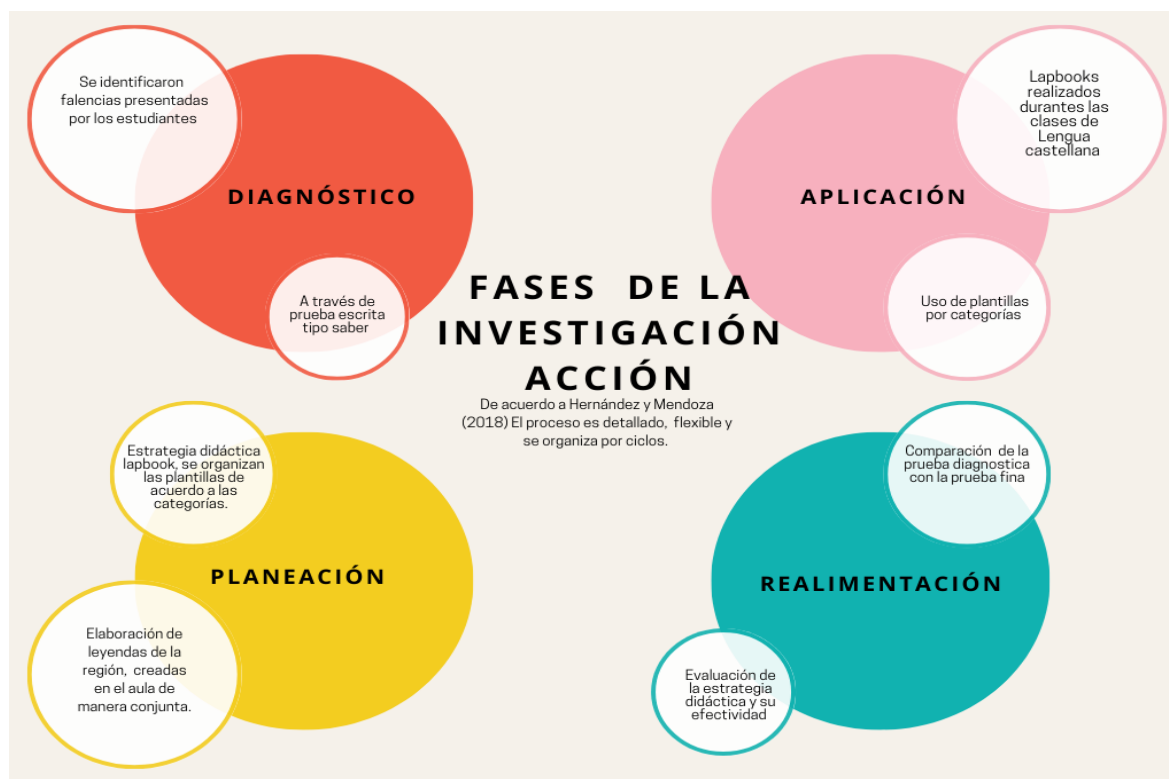 Se identificaron
falencias presentadas
por los estudiantes
DIAGNÓSTICO
A través de
prueba escrita
tipo saber
Lapbooks
realizados
durantes las
clases de
Lengua
castellana
APLICACIÓN
Uso de plantillas
por categorías
FASES DE LA
INVESTIGACIÓN
ACCIÓN
De acuerdo a Hernández y Mendoza
(2018) El proceso es detallado, flexible y
se organiza por ciclos.
Estrategia didáctica
lapbook, se organizan
las plantillas de
acuerdo a las
categorías.
PLANEACIÓN
Elaboración de
leyendas de la
región, creadas
en el aula de
manera conjunta.
Comparación de la
prueba diagnostica
con la prueba fina
REALIMENTACIÓN
Evaluación de
la estrategia
didáctica y su
efectividad